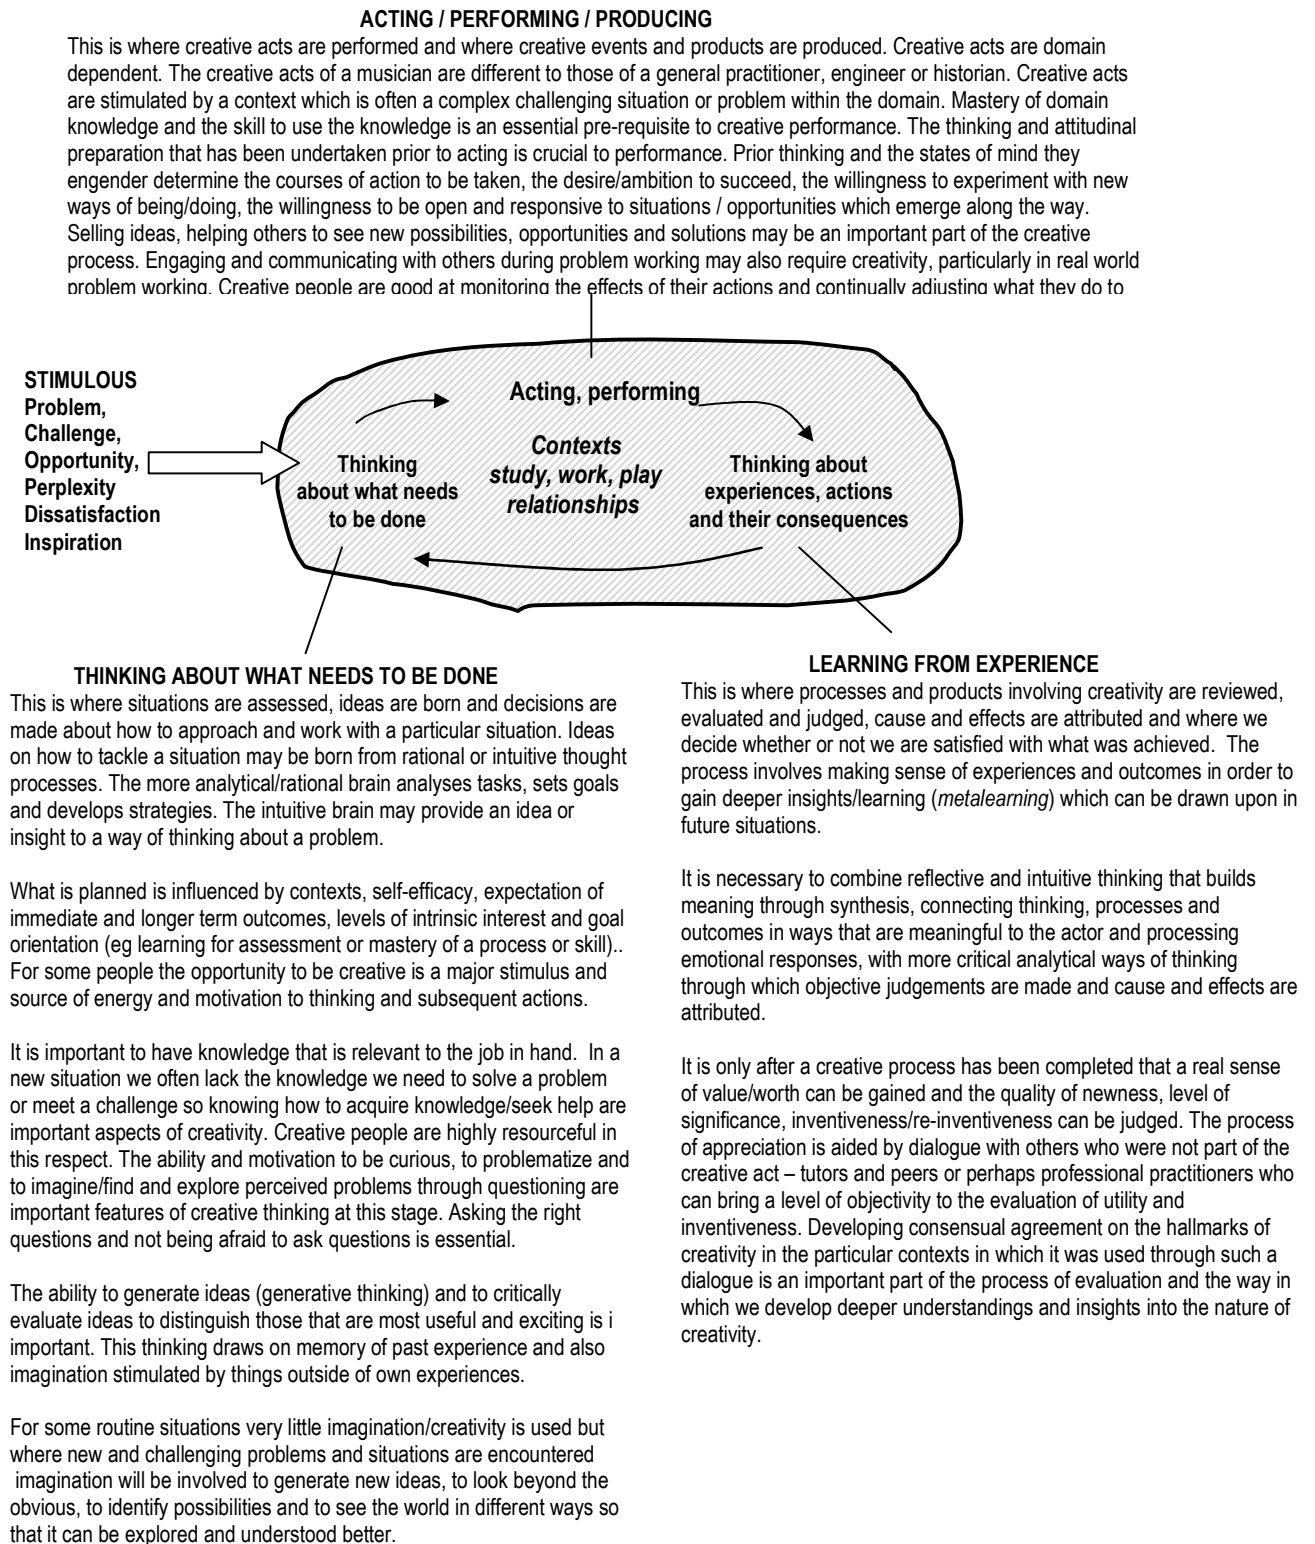 ACTING / PERFORMING / PRODUCING
This is where creative acts are performed and where creative events and products are produced. Creative acts are domain
dependent. The creative acts of a musician are different to those of a general practitioner, engineer or historian. Creative acts
are stimulated by a context which is often a complex challenging situation or problem within the domain. Mastery of domain
knowledge and the skill to use the knowledge is an essential pre-requisite to creative performance. The thinking and attitudinal
preparation that has been undertaken prior to acting is crucial to performance. Prior thinking and the states of mind they
engender determine the courses of action to be taken, the desire/ambition to succeed, the willingness to experiment with new
ways of being/doing, the willingness to be open and responsive to situations / opportunities which emerge along the way.
Selling ideas, helping others to see new possibilities, opportunities and solutions may be an important part of the creative
process. Engaging and communicating with others during problem working may also require creativity, particularly in real world
problem working. Creative people are good at monitoring the effects of their actions and continually adjusting what they do to
STIMULOUS
Problem,
Challenge,
Opportunity,
Perplexity
Dissatisfaction
Inspiration
Acting, performing
Contexts
study, work, play
relationships
Thinking
about what needs
to be done
Thinking about
experiences, actions
and their consequences
THINKING ABOUT WHAT NEEDS TO BE DONE
This is where situations are assessed, ideas are born and decisions are
made about how to approach and work with a particular situation. Ideas
on how to tackle a situation may be born from rational or intuitive thought
processes. The more analytical/rational brain analyses tasks, sets goals
and develops strategies. The intuitive brain may provide an idea or
insight to a way of thinking about a problem.
What is planned is influenced by contexts, self-efficacy, expectation of
immediate and longer term outcomes, levels of intrinsic interest and goal
orientation (eg learning for assessment or mastery of a process or skill)..
For some people the opportunity to be creative is a major stimulus and
source of energy and motivation to thinking and subsequent actions.
It is important to have knowledge that is relevant to the job in hand. In a
new situation we often lack the knowledge we need to solve a problem
or meet a challenge so knowing how to acquire knowledge/seek help are
important aspects of creativity. Creative people are highly resourceful in
this respect. The ability and motivation to be curious, to problematize and
to imagine/find and explore perceived problems through questioning are
important features of creative thinking at this stage. Asking the right
questions and not being afraid to ask questions is essential.
The ability to generate ideas (generative thinking) and to critically
evaluate ideas to distinguish those that are most useful and exciting is i
important. This thinking draws on memory of past experience and also
imagination stimulated by things outside of own experiences.
For some routine situations very little imagination/creativity is used but
where new and challenging problems and situations are encountered
imagination will be involved to generate new ideas, to look beyond the
obvious, to identify possibilities and to see the world in different ways so
that it can be explored and understood better.
LEARNING FROM EXPERIENCE
This is where processes and products involving creativity are reviewed,
evaluated and judged, cause and effects are attributed and where we
decide whether or not we are satisfied with what was achieved. The
process involves making sense of experiences and outcomes in order to
gain deeper insights/learning (metalearning) which can be drawn upon in
future situations.
It is necessary to combine reflective and intuitive thinking that builds
meaning through synthesis, connecting thinking, processes and
outcomes in ways that are meaningful to the actor and processing
emotional responses, with more critical analytical ways of thinking
through which objective judgements are made and cause and effects are
attributed.
It is only after a creative process has been completed that a real sense
of value/worth can be gained and the quality of newness, level of
significance, inventiveness/re-inventiveness can be judged. The process
of appreciation is aided by dialogue with others who were not part of the
creative act – tutors and peers or perhaps professional practitioners who
can bring a level of objectivity to the evaluation of utility and
inventiveness. Developing consensual agreement on the hallmarks of
creativity in the particular contexts in which it was used through such a
dialogue is an important part of the process of evaluation and the way in
which we develop deeper understandings and insights into the nature of
creativity.